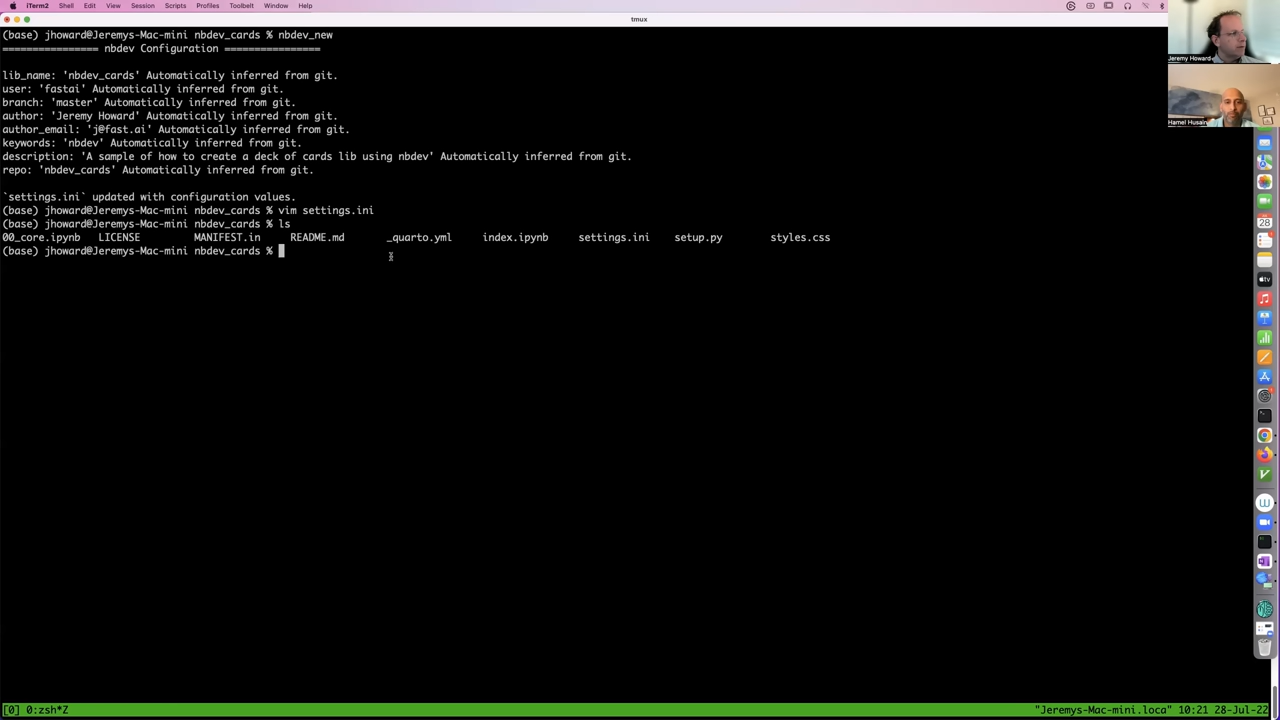 iTerm2 Shell Edit View Session Scripts Profiles Toolbelt Window Help
tmux
(base) jhoward@Jeremys-Mac-mini nbdev_cards % nbdev_new
================ nbdev Configuration ================
lib_name: 'nbdev_cards' Automatically inferred from git.
user: 'fastai' Automatically inferred from git.
branch: 'master' Automatically inferred from git.
author: 'Jeremy Howard' Automatically inferred from git.
author_email: 'j@fast.ai' Automatically inferred from git.
keywords: 'nbdev' Automatically inferred from git.
description: 'A sample of how to create a deck of cards lib using nbdev' Automatically inferred from git.
repo: 'nbdev_cards' Automatically inferred from git.
`settings.ini` updated with configuration values.
(base) jhoward@Jeremys-Mac-mini nbdev_cards % vim settings.ini
(base) jhoward@Jeremys-Mac-mini nbdev_cards % ls
00_core.ipynb LICENSE MANIFEST.in README.md _quarto.yml index.ipynb settings.ini setup.py styles.css
(base) jhoward@Jeremys-Mac-mini nbdev_cards %
Jeremy Howard
Hamel Husain
28
[0] 0:zsh*Z "Jeremys-Mac-mini.loca" 10:21 28-Jul-22